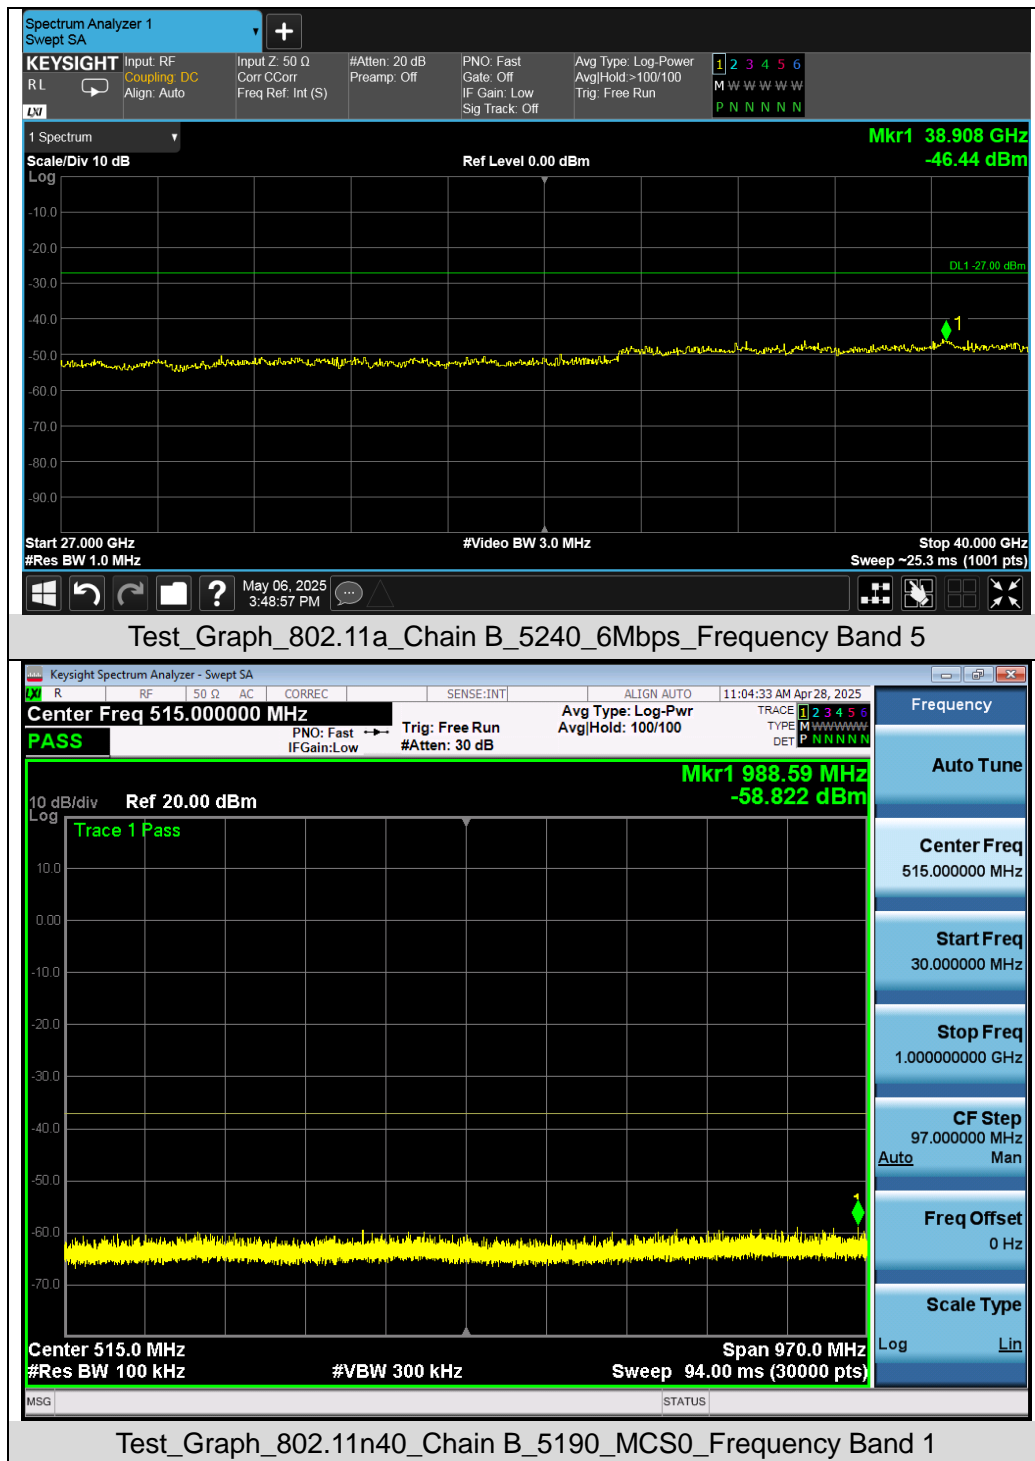 Spectrum Analyzer 1
Swept SA
KEYSIGHT
R L
LXI
Input: RF
Coupling: DC
Align: Auto
Input Z: 50 Ω
Corr CCorr
Freq Ref: Int (S)
#Atten: 20 dB
Preamp: Off
PNO: Fast
Gate: Off
IF Gain: Low
Sig Track: Off
Avg Type: Log-Power
Avg|Hold:>100/100
Trig: Free Run
1 2 3 4 5 6
M W W W W W
P N N N N N
1 Spectrum
Mkr1 38.908 GHz
-46.44 dBm
Scale/Div 10 dB
Ref Level 0.00 dBm
Log
-10.0
-20.0
DL1 -27.00 dBm
-30.0
-40.0
1
-50.0
-60.0
-70.0
-80.0
-90.0
Start 27.000 GHz
#Video BW 3.0 MHz
Stop 40.000 GHz
#Res BW 1.0 MHz
Sweep ~25.3 ms (1001 pts)
?
May 06, 2025
3:48:57 PM
Test_Graph_802.11a_Chain B_5240_6Mbps_Frequency Band 5
Keysight Spectrum Analyzer - Swept SA
LXI R RF 50 Ω AC CORREC SENSE:INT ALIGN AUTO 11:04:33 AM Apr 28, 2025
Center Freq 515.000000 MHz
PASS
PNO: Fast
IFGain:Low
Trig: Free Run
#Atten: 30 dB
Avg Type: Log-Pwr
Avg|Hold: 100/100
TRACE 1 2 3 4 5 6
TYPE M W W W W W
DET P N N N N N
Frequency
Auto Tune
Center Freq
515.000000 MHz
Start Freq
30.000000 MHz
Stop Freq
1.000000000 GHz
CF Step
97.000000 MHz
Auto Man
Freq Offset
0 Hz
Scale Type
Log Lin
Mkr1 988.59 MHz
-58.822 dBm
10 dB/div Ref 20.00 dBm
Log
Trace 1 Pass
10.0
0.00
-10.0
-20.0
-30.0
-40.0
-50.0
1
-60.0
-70.0
Center 515.0 MHz
Span 970.0 MHz
#Res BW 100 kHz
#VBW 300 kHz
Sweep 94.00 ms (30000 pts)
MSG
STATUS
Test_Graph_802.11n40_Chain B_5190_MCS0_Frequency Band 1